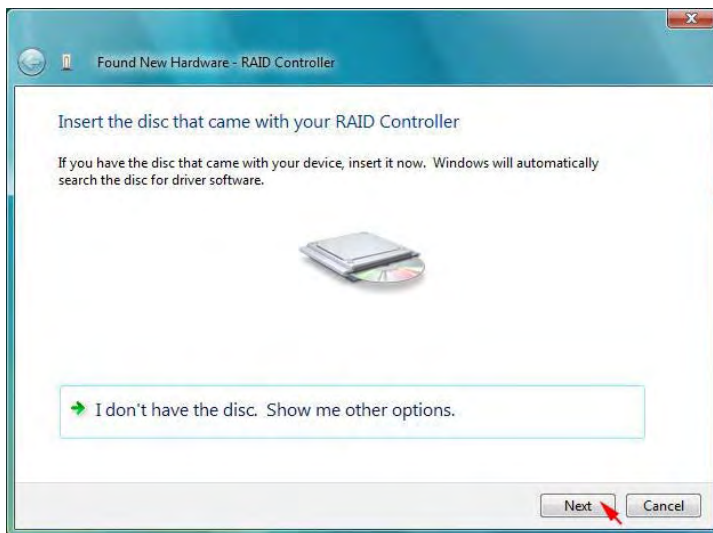 Found New Hardware - RAID Controller
Insert the disc that came with your RAID Controller
If you have the disc that came with your device, insert it now.  Windows will automatically
search the disc for driver software.
I don't have the disc.  Show me other options.
Next
Cancel